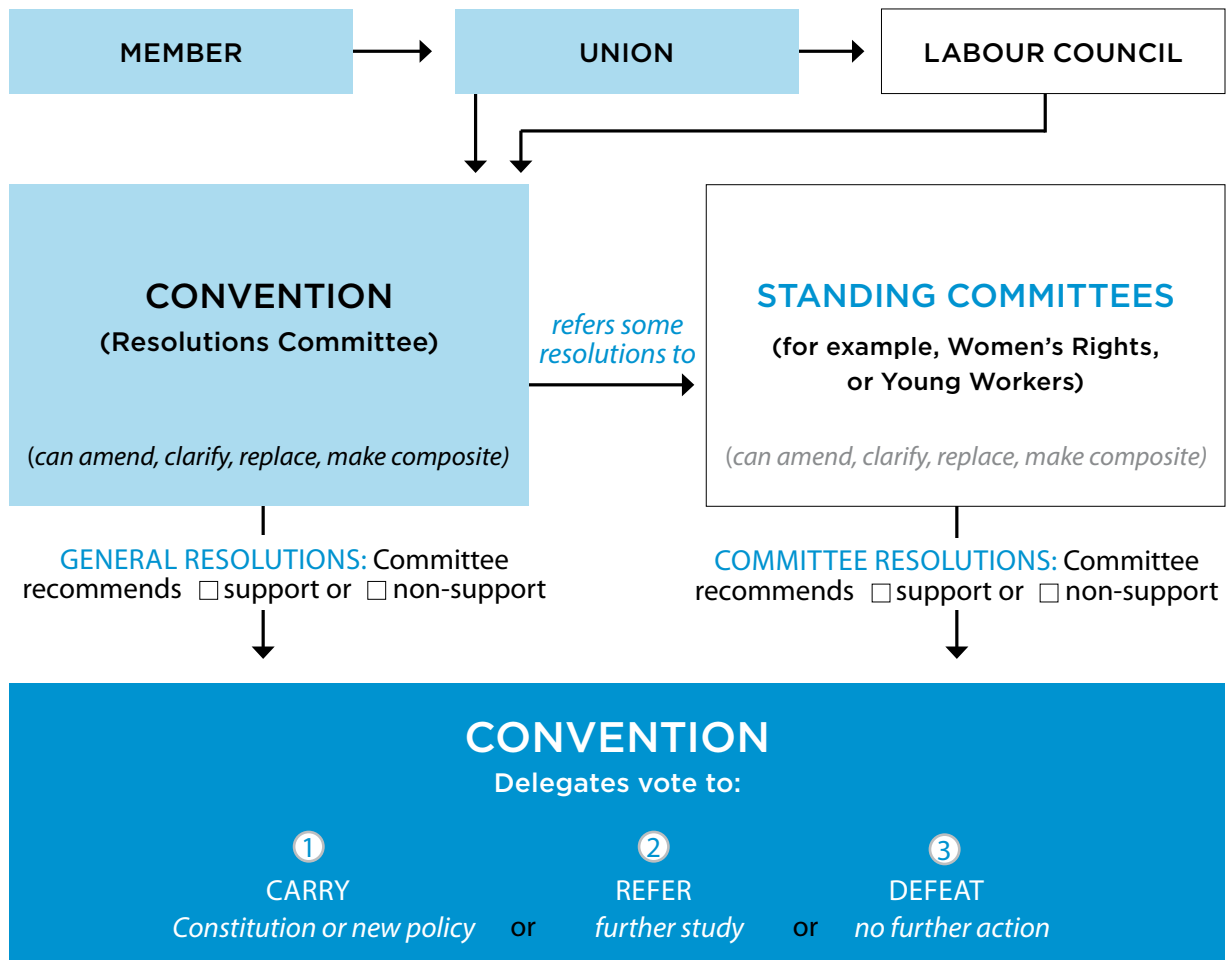 MEMBER
UNION
LABOUR COUNCIL
CONVENTION
(Resolutions Committee)
(can amend, clarify, replace, make composite)
refers some
resolutions to
STANDING COMMITTEES
(for example, Women’s Rights,
or Young Workers)
(can amend, clarify, replace, make composite)
GENERAL RESOLUTIONS: Committee
recommends □ support or □ non-support
COMMITTEE RESOLUTIONS: Committee
recommends □ support or □ non-support
CONVENTION
Delegates vote to:
1 2 3
CARRY REFER DEFEAT
Constitution or new policy or further study or no further action